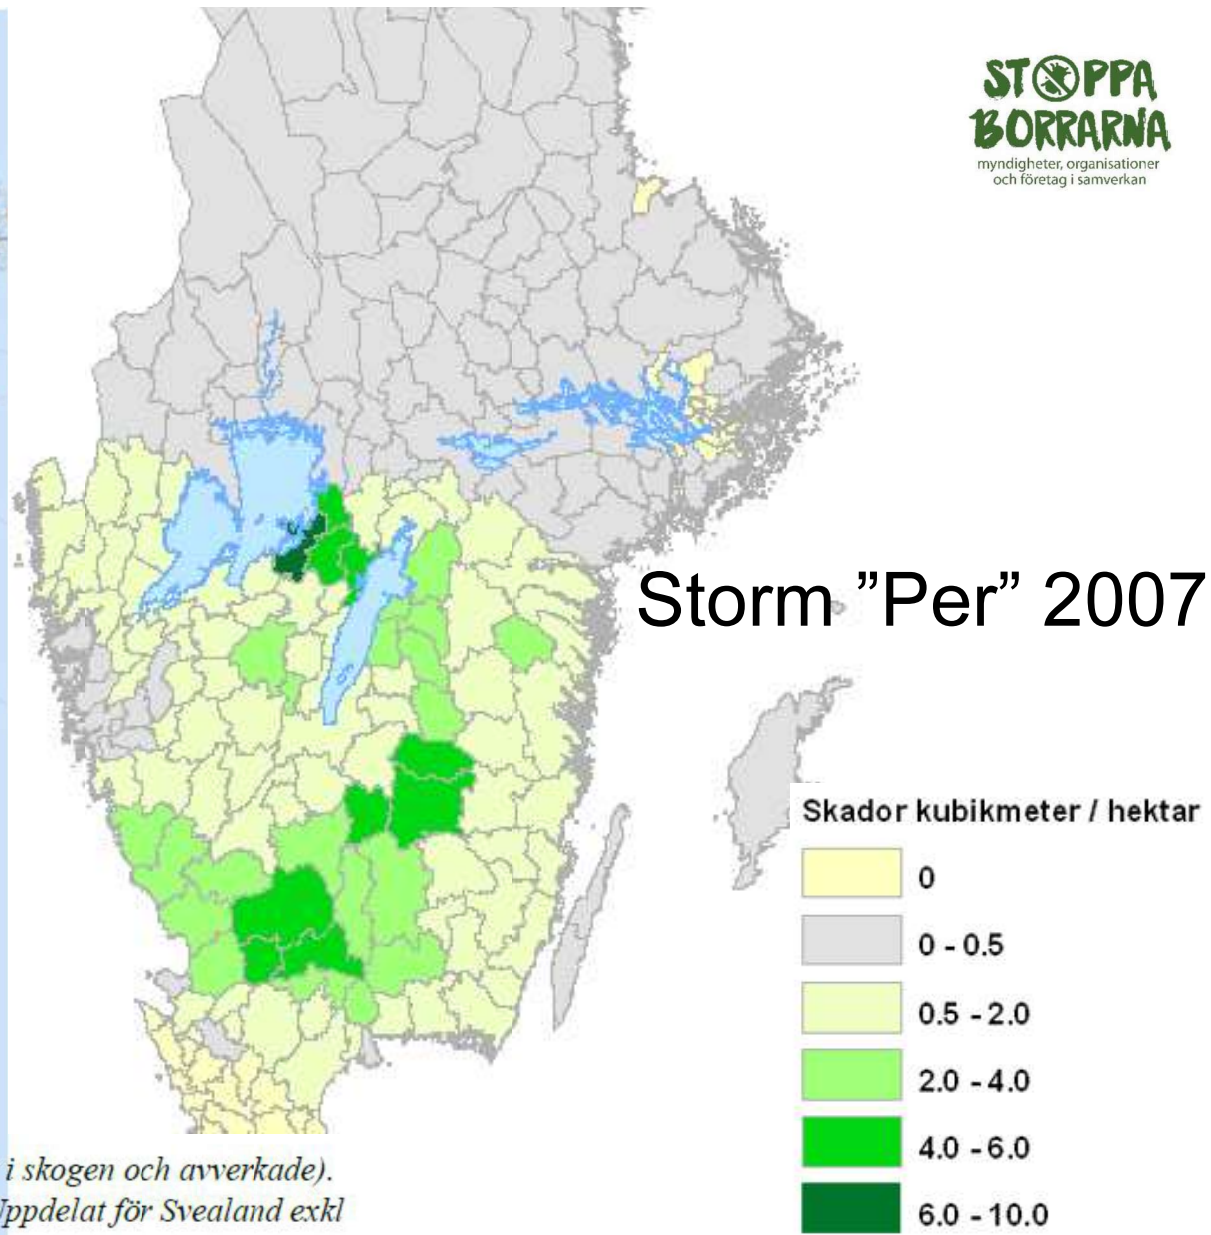 STOPPA
BORRARNA
myndigheter, organisationer
och företag i samverkan
Storm ”Per” 2007
Skador kubikmeter / hektar
0
0 - 0.5
0.5 - 2.0
2.0 - 4.0
4.0 - 6.0
6.0 - 10.0
i skogen och avverkade).
Uppdelat för Svealand exkl